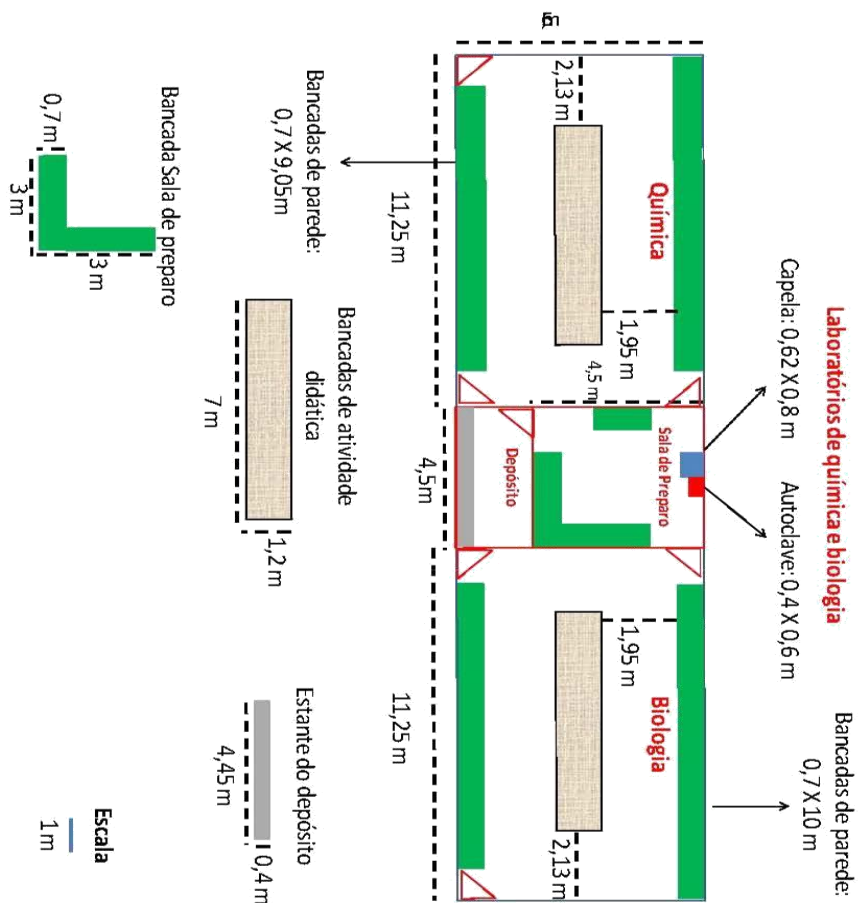 Laboratórios de química e biologia
Capela: 0,62 X 0,8 m
Autoclave: 0,4 X 0,6 m
Bancadas de parede:
0,7 X 10 m
2,13 m
Química
1,95 m
4,5 m
Sala de Preparo
Depósito
1,95 m
Biologia
2,13 m
11,25 m
4,5m
11,25 m
Bancadas de parede:
0,7 X 9,05m
Bancadas de atividade
didática
7 m
1,2 m
Estante do depósito
4,45 m
0,4 m
Bancada Sala de preparo
0,7 m
3 m
3 m
Escala
1 m